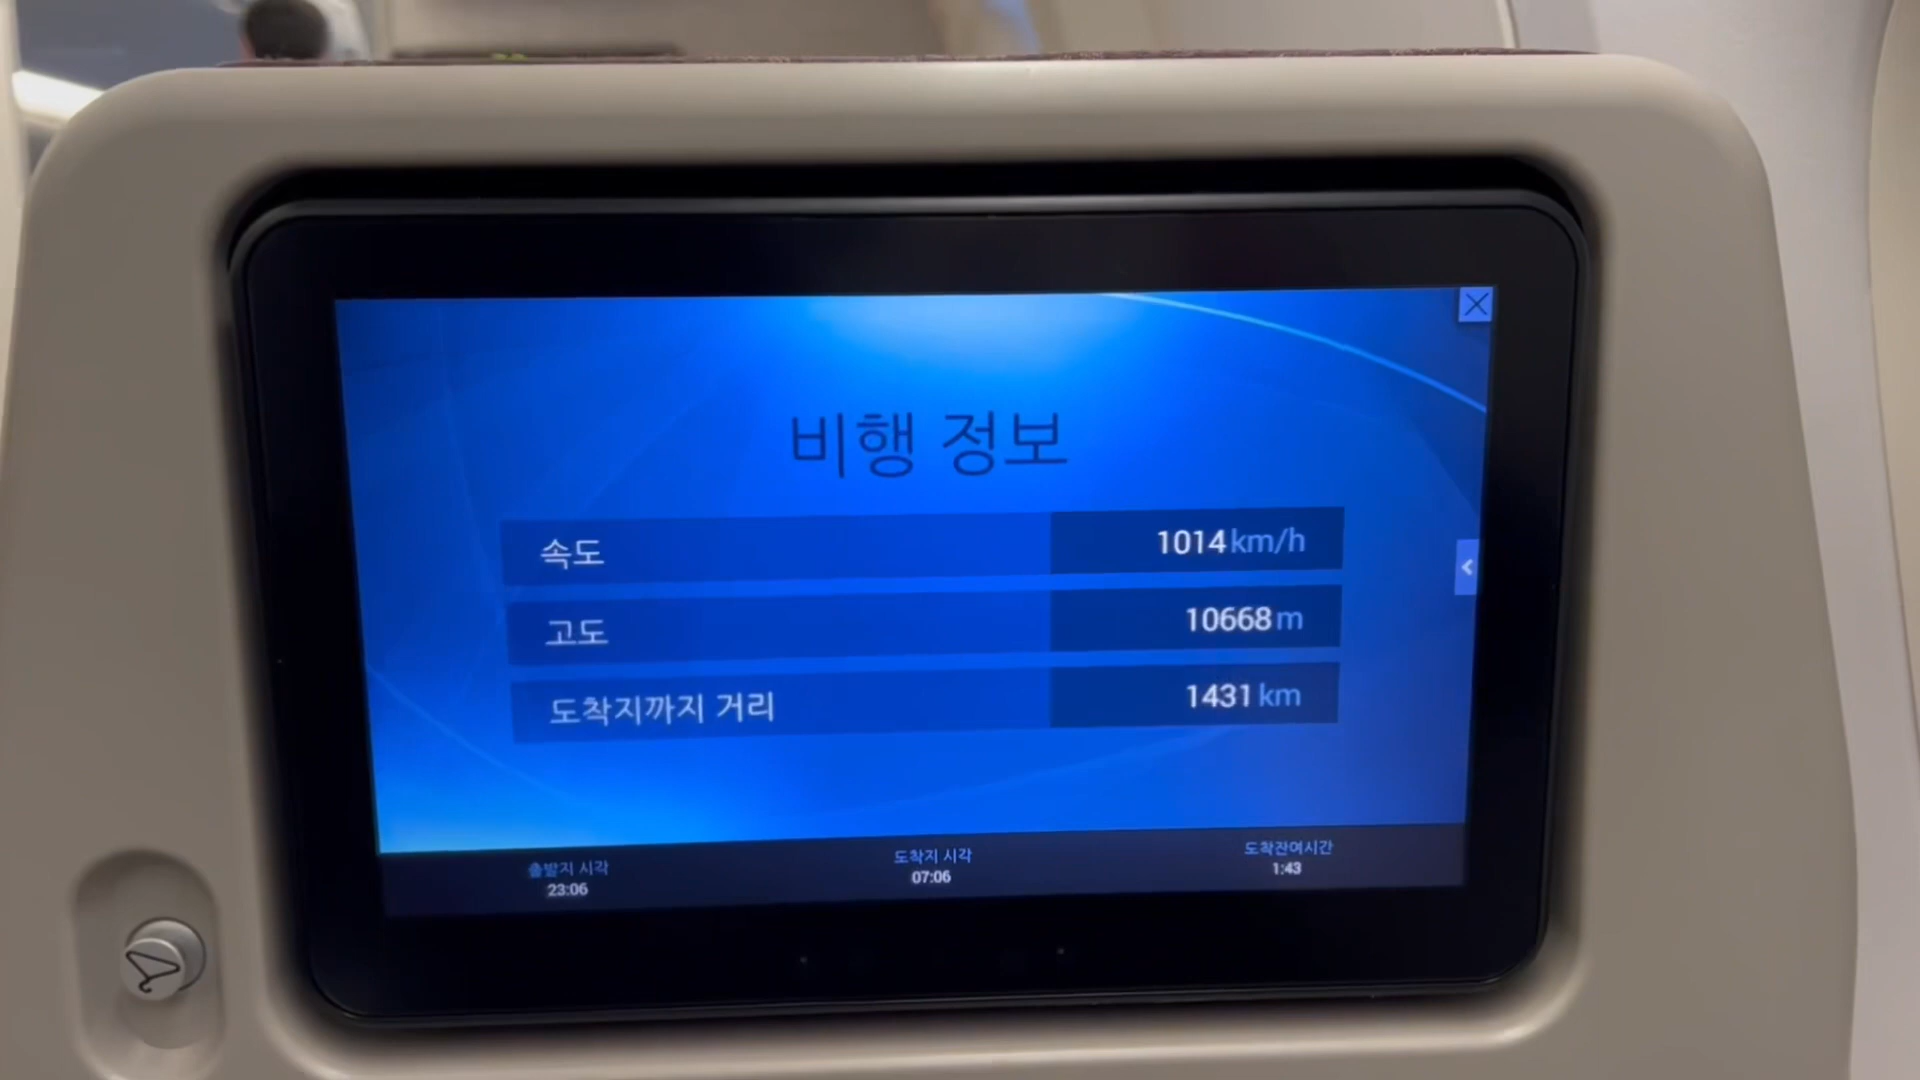 비행 정보
속도 1014 km/h
고도 10668 m
도착지까지 거리 1431 km
출발지 시각 도착지 시각 도착잔여시간
23:06 07:06 1:43